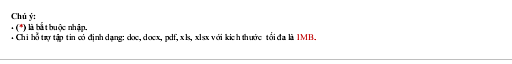 Chú ý:
- (*) là bắt buộc nhập.
- Chỉ hỗ trợ tập tin có định dạng: doc, docx, pdf, xls, xlsx với kích thước tối đa là 1MB.